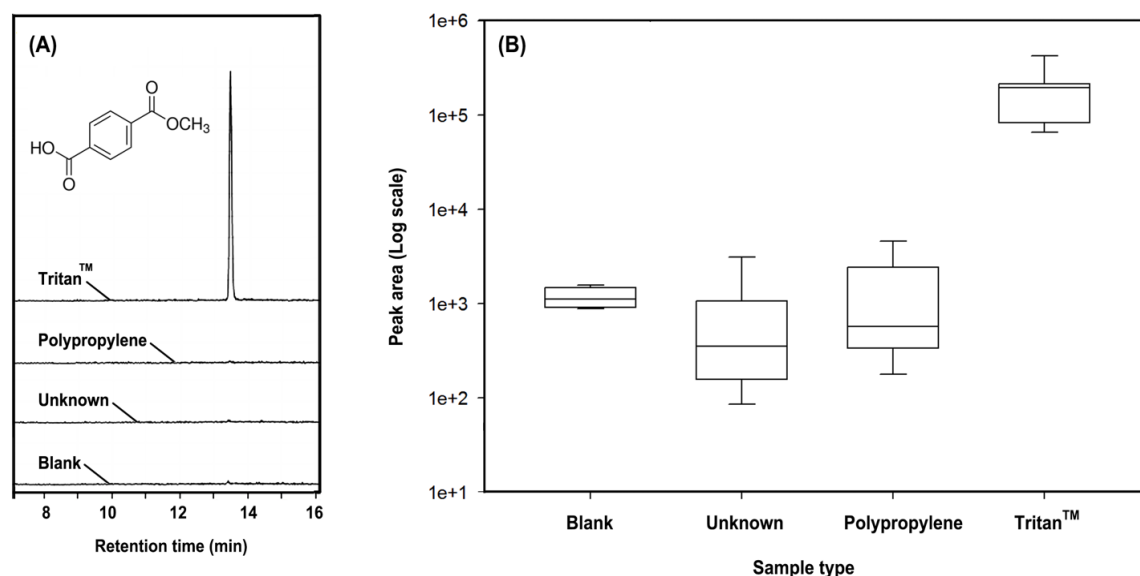 (A)
O
OCH3
HO
O
Tritan™
Polypropylene
Unknown
Blank
8 10 12 14 16
Retention time (min)
(B)
1e+6
1e+5
1e+4
1e+3
1e+2
1e+1
Peak area (Log scale)
Blank Unknown Polypropylene Tritan™
Sample type